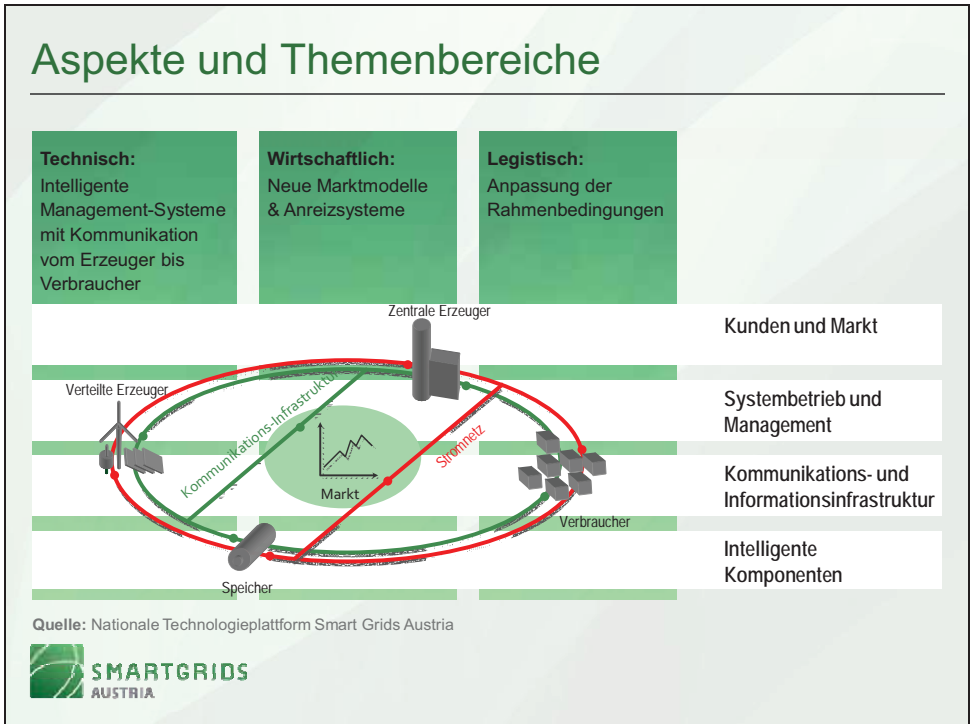 Aspekte und Themenbereiche
Technisch:
Intelligente
Management-Systeme
mit Kommunikation
vom Erzeuger bis
Verbraucher
Wirtschaftlich:
Neue Marktmodelle
& Anreizsysteme
Legistisch:
Anpassung der
Rahmenbedingungen
Zentrale Erzeuger
Verteilte Erzeuger
Kommunikations-Infrastruktur
Stromnetz
Markt
Verbraucher
Speicher
Kunden und Markt
Systembetrieb und
Management
Kommunikations- und
Informationsinfrastruktur
Intelligente
Komponenten
Quelle: Nationale Technologieplattform Smart Grids Austria
SMARTGRIDS
AUSTRIA